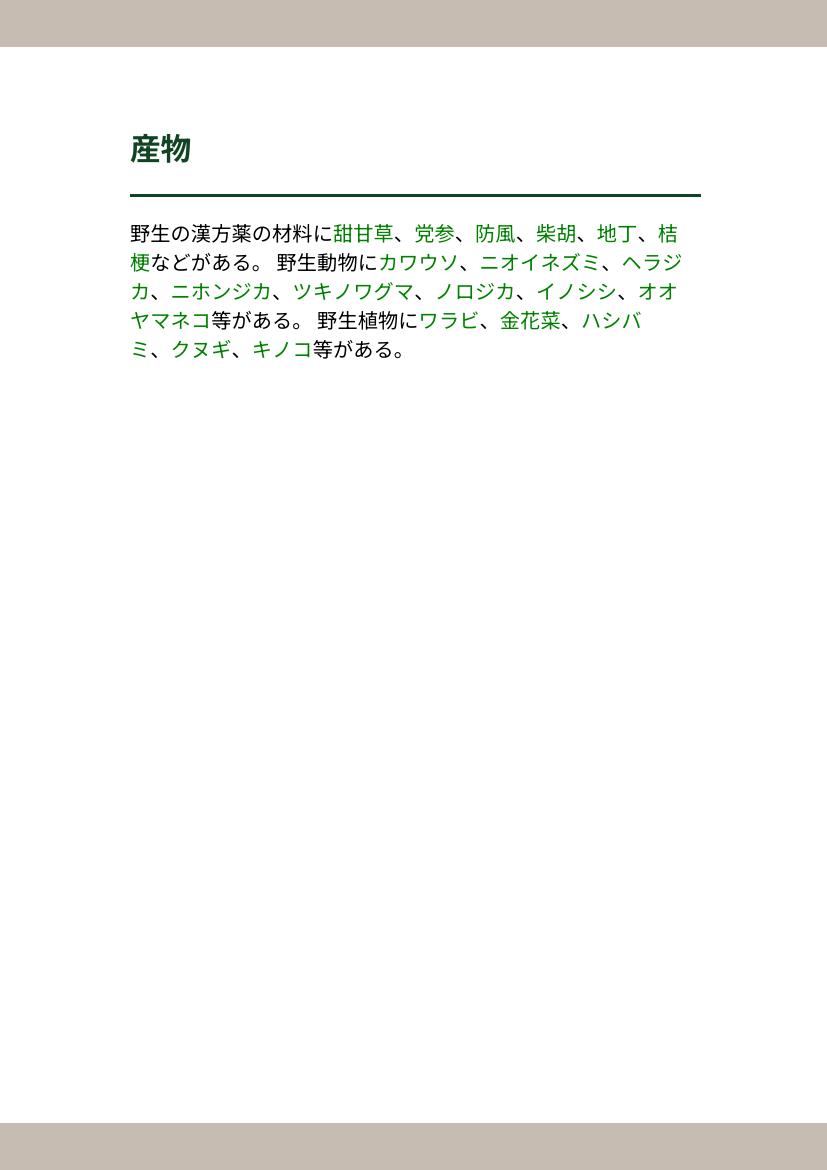 産物
野生の漢方薬の材料に甜甘草、党参、防風、柴胡、地丁、桔
梗などがある。 野生動物にカワウソ、ニオイネズミ、ヘラジ
カ、ニホンジカ、ツキノワグマ、ノロジカ、イノシシ、オオ
ヤマネコ等がある。 野生植物にワラビ、金花菜、ハシバ
ミ、クヌギ、キノコ等がある。